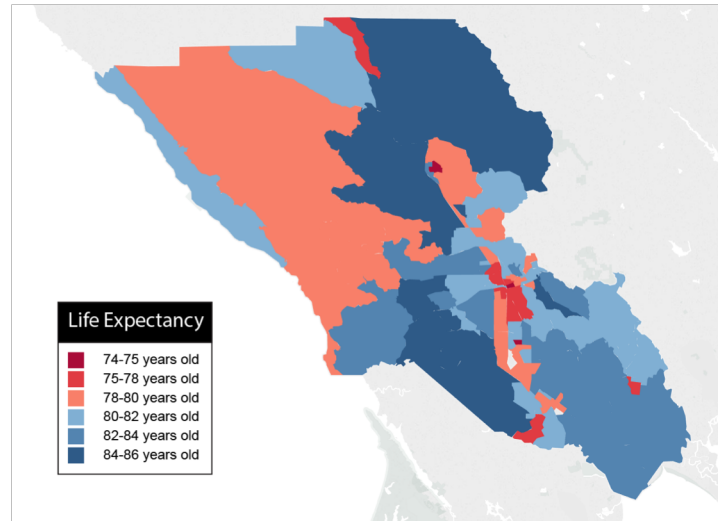 Life Expectancy
74-75 years old
75-78 years old
78-80 years old
80-82 years old
82-84 years old
84-86 years old